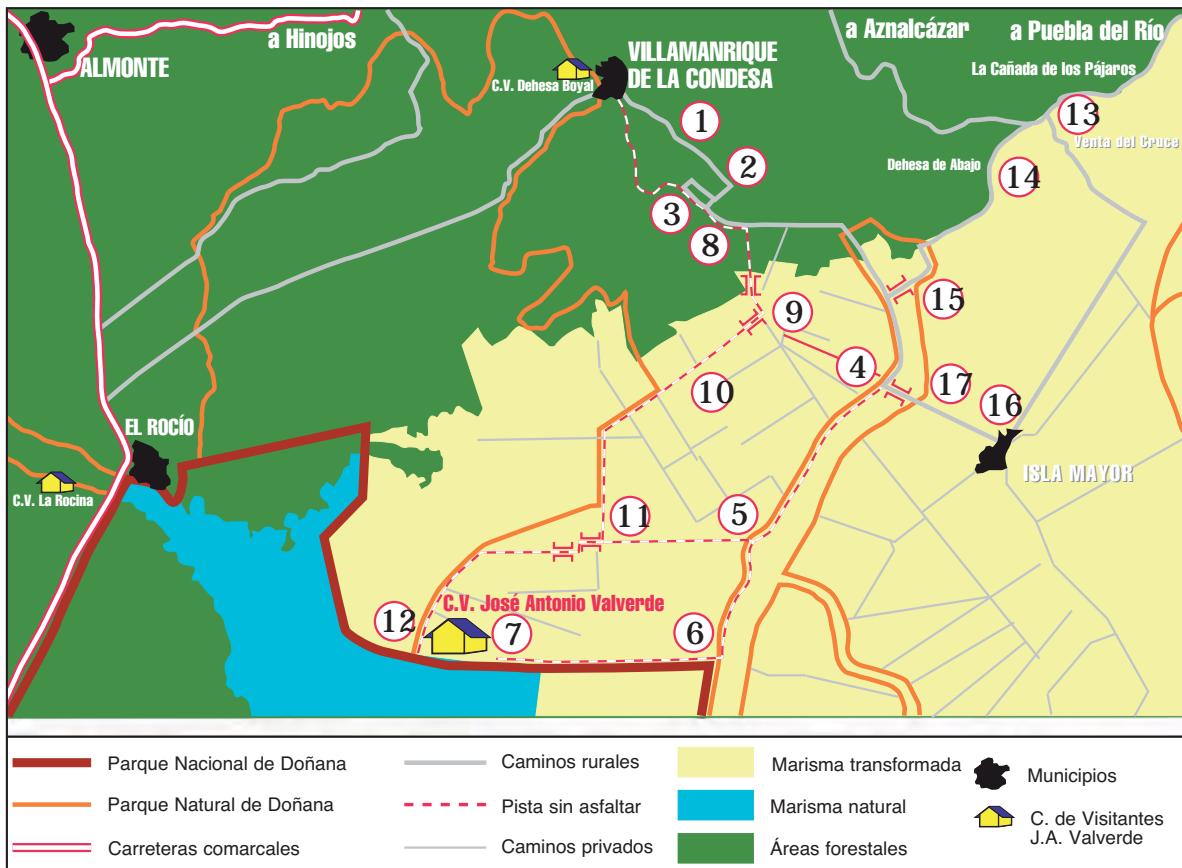 a Hinojos
ALMONTE
C.V. Dehesa Boyal
VILLAMANRIQUE
DE LA CONDESA
a Aznalcázar
a Puebla del Río
La Cañada de los Pájaros
13
Venta del Cruce
1
2
Dehesa de Abajo
14
3
8
15
9
4
10
17
16
EL ROCÍO
C.V. La Rocina
ISLA MAYOR
11
5
C.V. José Antonio Valverde
12
7
6
Parque Nacional de Doñana
Parque Natural de Doñana
Carreteras comarcales
Caminos rurales
Pista sin asfaltar
Caminos privados
Marisma transformada
Marisma natural
Áreas forestales
Municipios
C. de Visitantes
J.A. Valverde